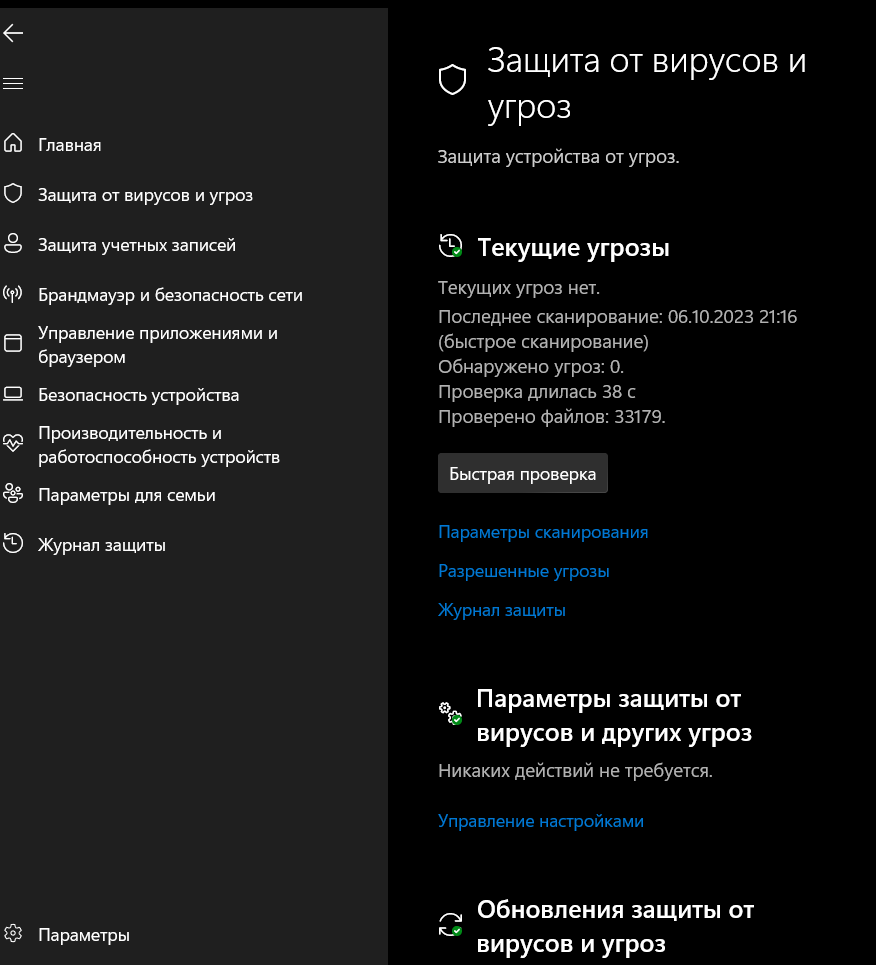 Главная
Защита от вирусов и угроз
Защита учетных записей
Брандмауэр и безопасность сети
Управление приложениями и
браузером
Безопасность устройства
Производительность и
работоспособность устройств
Параметры для семьи
Журнал защиты
Параметры
Защита от вирусов и
угроз
Защита устройства от угроз.
Текущие угрозы
Текущих угроз нет.
Последнее сканирование: 06.10.2023 21:16
(быстрое сканирование)
Обнаружено угроз: 0.
Проверка длилась 38 с
Проверено файлов: 33179.
Быстрая проверка
Параметры сканирования
Разрешенные угрозы
Журнал защиты
Параметры защиты от
вирусов и других угроз
Никаких действий не требуется.
Управление настройками
Обновления защиты от
вирусов и угроз